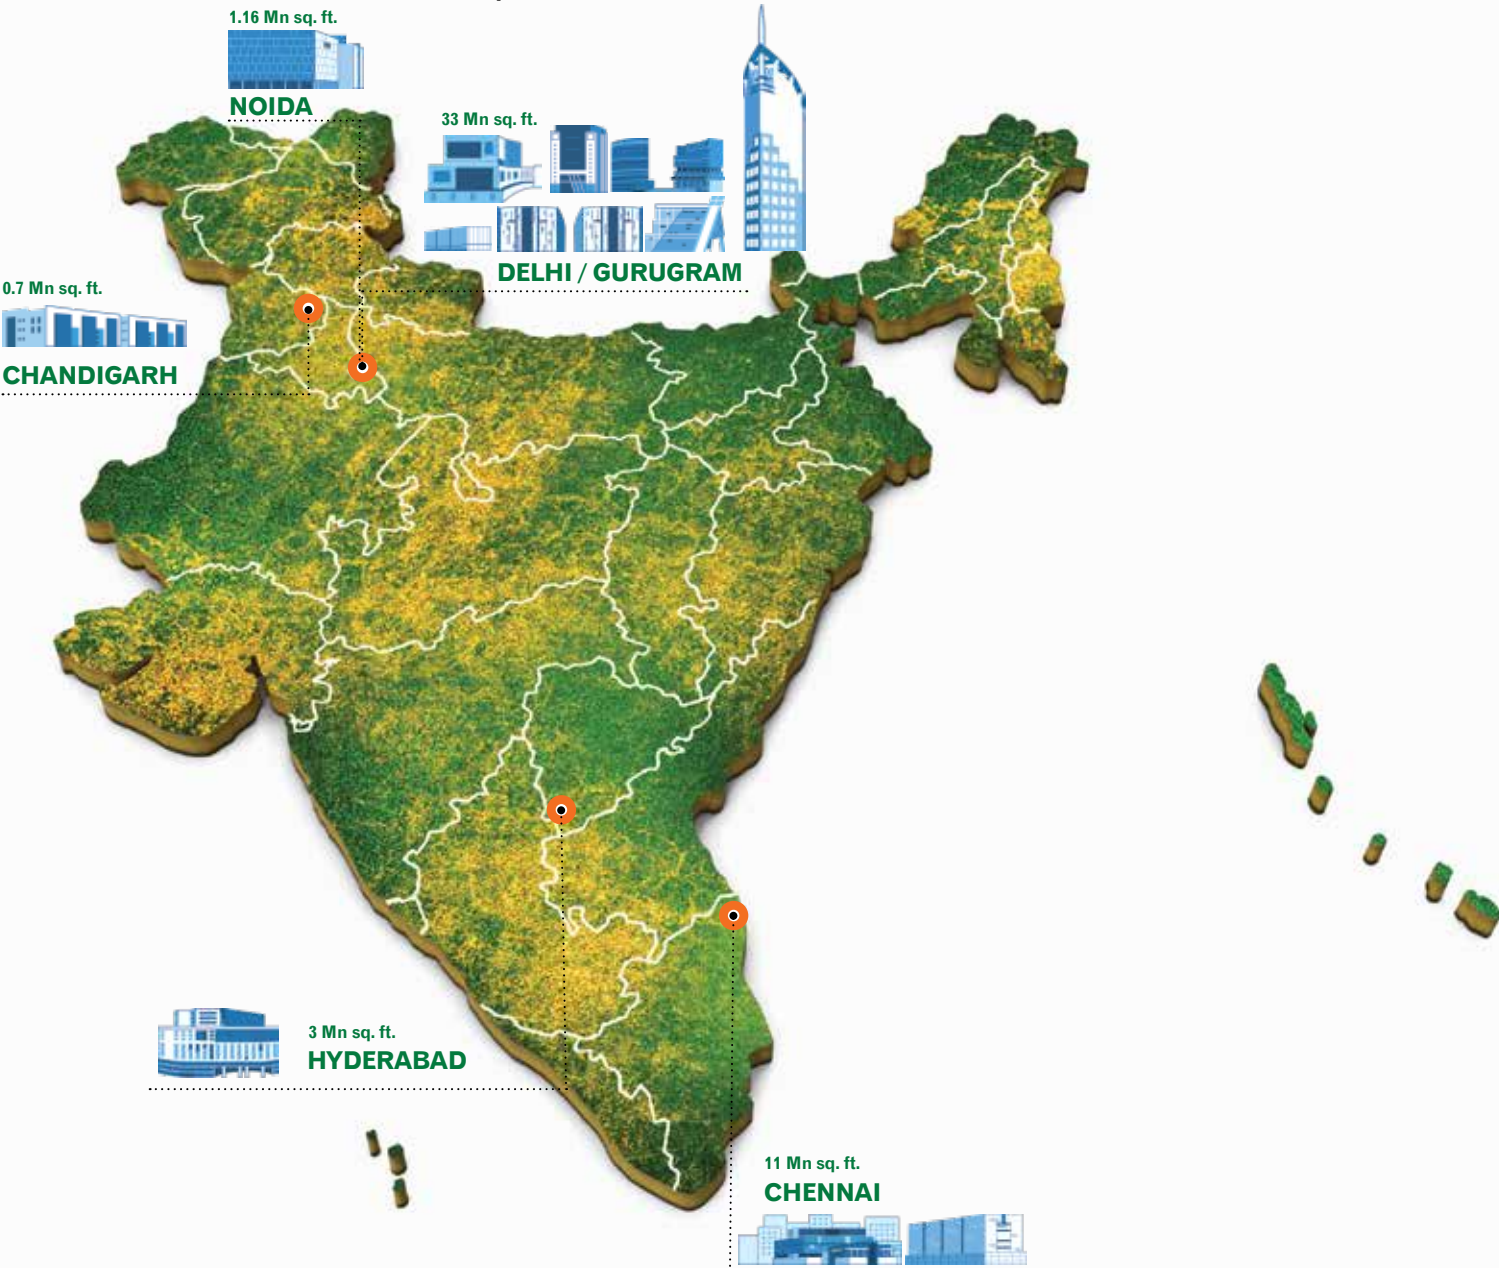 1.16 Mn sq. ft.
NOIDA
33 Mn sq. ft.
DELHI / GURUGRAM
0.7 Mn sq. ft.
CHANDIGARH
3 Mn sq. ft.
HYDERABAD
11 Mn sq. ft.
CHENNAI